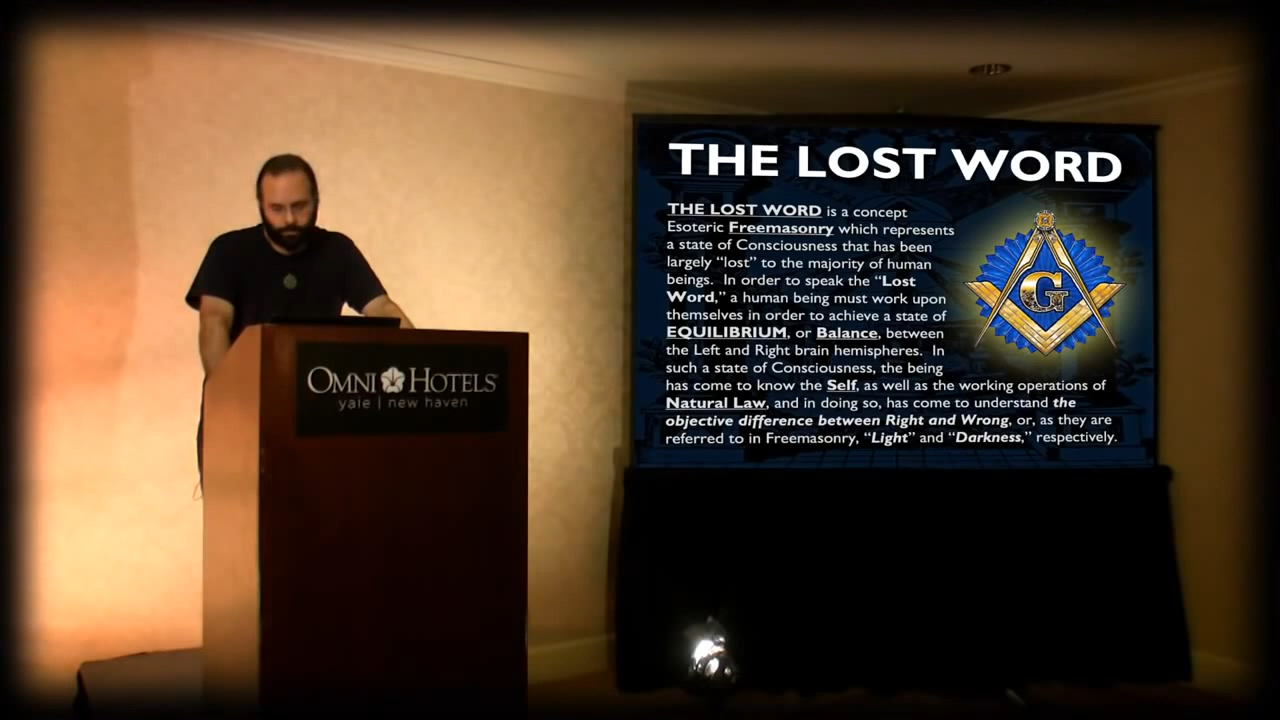 OMNI HOTELS
yale | new haven
THE LOST WORD
THE LOST WORD is a concept
Esoteric Freemasonry which represents
a state of Consciousness that has been
largely “lost” to the majority of human
beings. In order to speak the “Lost
Word,” a human being must work upon
themselves in order to achieve a state of
EQUILIBRIUM, or Balance, between
the Left and Right brain hemispheres. In
such a state of Consciousness, the being
has come to know the Self, as well as the working operations of
Natural Law, and in doing so, has come to understand the
objective difference between Right and Wrong, or, as they are
referred to in Freemasonry, “Light” and “Darkness,” respectively.
G